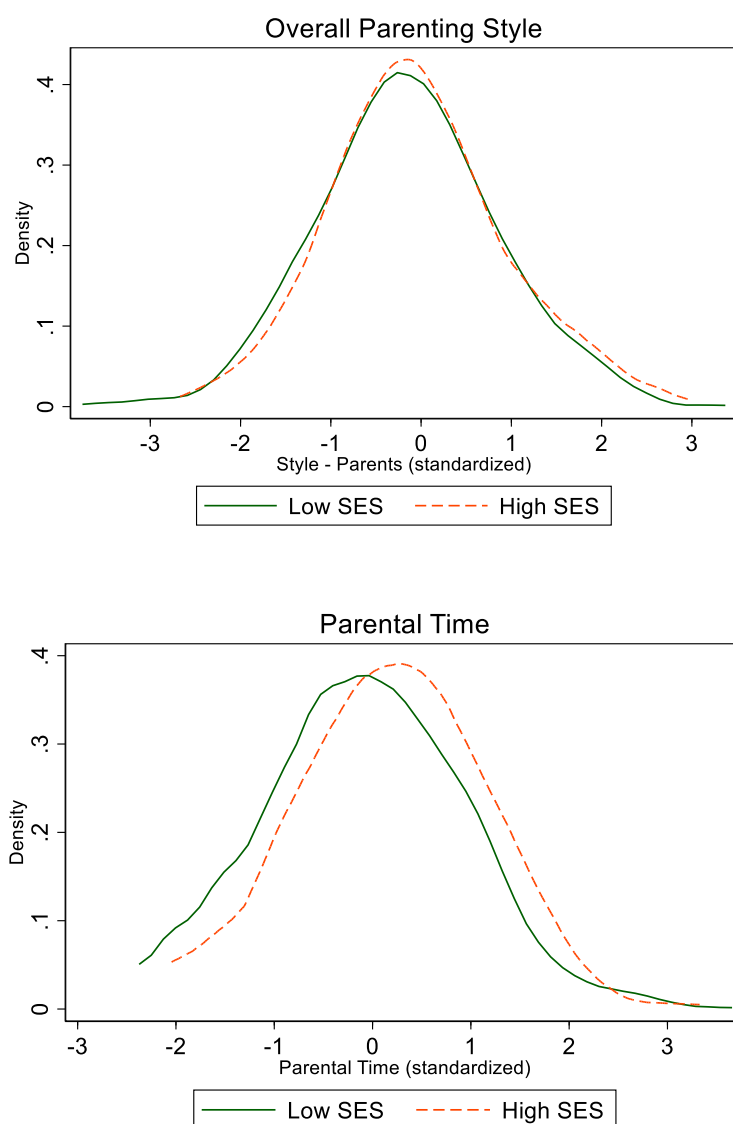 Overall Parenting Style
.4
.3
.2
.1
0
Density
-3 -2 -1 0 1 2 3
Style - Parents (standardized)
Low SES High SES
Parental Time
.4
.3
.2
.1
0
Density
-3 -2 -1 0 1 2 3
Parental Time (standardized)
Low SES High SES